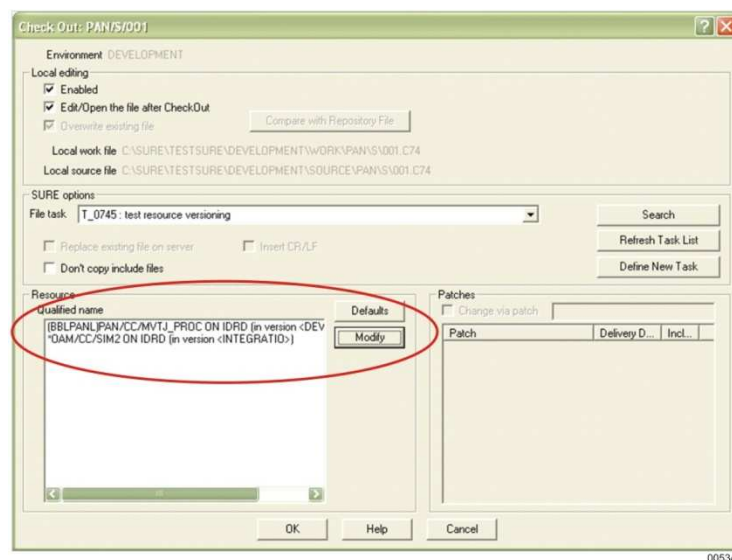 Check Out: PAN/S/001
Environment DEVELOPMENT
Local editing
Enabled
Edit/Open the file after CheckOut
Overwrite existing file
Compare with Repository File
Local work file C:\SURE\TESTSURE\DEVELOPMENT\WORK\PAN\S\001.C74
Local source file C:\SURE\TESTSURE\DEVELOPMENT\SOURCE\PAN\S\001.C74
SURE options
File task T_0745 : test resource versioning
Search
Replace existing file on server Insert CR/LF
Refresh Task List
Don't copy include files
Define New Task
Resource
Qualified name
Defaults
(BBLPANL)PAN/CC/MVTJ_PROC ON IDRD (in version <DEV
*OAM/CC/SIM2 ON IDRD (in version <INTEGRATIO>)
Modify
Patches
Change via patch
Patch Delivery D... Incl...
OK Help Cancel